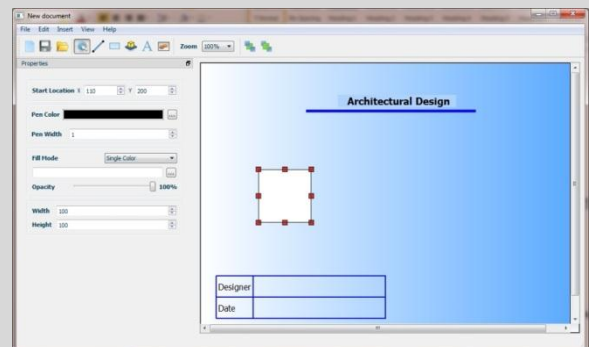 New document
File Edit Insert View Help
A Zoom 100%
Properties
Start Location X 110 Y 200
Pen Color ...
Pen Width 1
Fill Mode Single Color
...
Opacity 100%
Width 100
Height 100
Architectural Design
Designer
Date